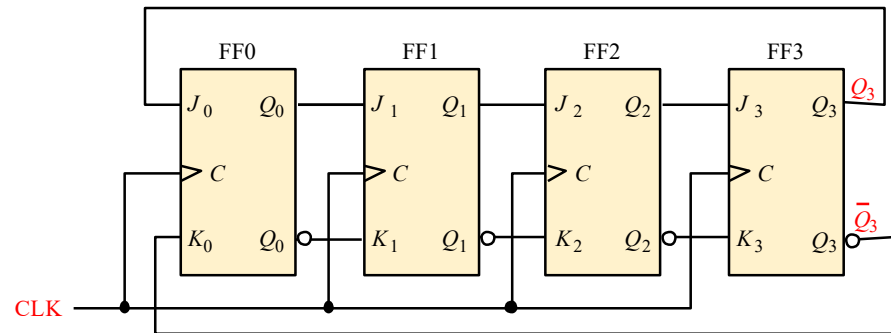 FF0 FF1 FF2 FF3
J0 Q0 J1 Q1 J2 Q2 J3 Q3 Q3
C C C C
K0 Q0 K1 Q1 K2 Q2 K3 Q3 Q̅3
CLK